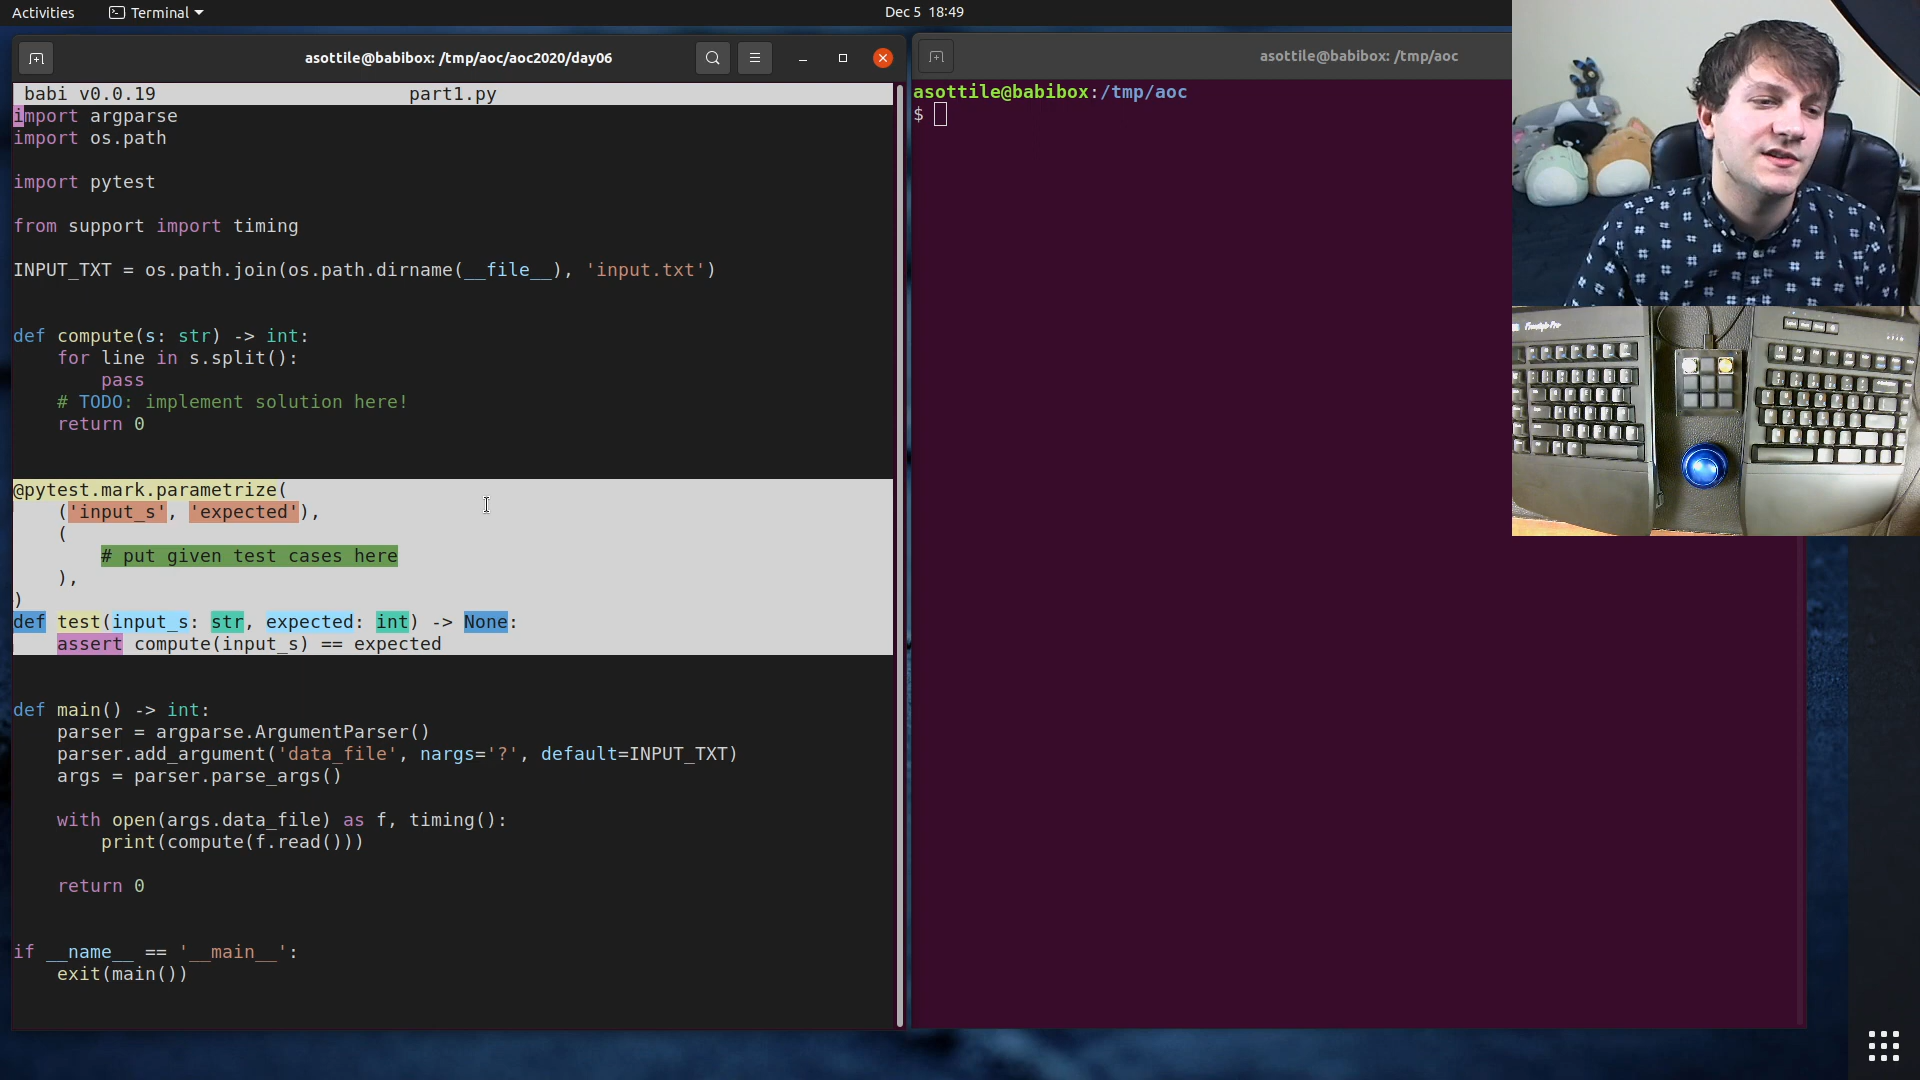 Activities
Terminal
Dec 5 18:49
asottile@babibox: /tmp/aoc/aoc2020/day06
babi v0.0.19 part1.py
import argparse
import os.path
import pytest
from support import timing
INPUT_TXT = os.path.join(os.path.dirname(__file__), 'input.txt')
def compute(s: str) -> int:
    for line in s.split():
        pass
    # TODO: implement solution here!
    return 0
@pytest.mark.parametrize(
    ('input_s', 'expected'),
    (
        # put given test cases here
    ),
)
def test(input_s: str, expected: int) -> None:
    assert compute(input_s) == expected
def main() -> int:
    parser = argparse.ArgumentParser()
    parser.add_argument('data_file', nargs='?', default=INPUT_TXT)
    args = parser.parse_args()
    with open(args.data_file) as f, timing():
        print(compute(f.read()))
    return 0
if __name__ == '__main__':
    exit(main())
asottile@babibox: /tmp/aoc
asottile@babibox:/tmp/aoc
$
Freestyle Pro